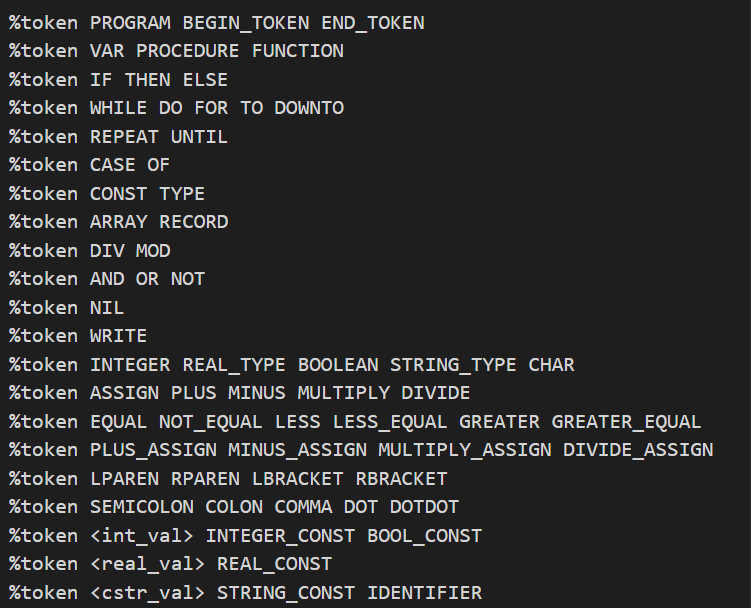 %token PROGRAM BEGIN_TOKEN END_TOKEN
%token VAR PROCEDURE FUNCTION
%token IF THEN ELSE
%token WHILE DO FOR TO DOWNTO
%token REPEAT UNTIL
%token CASE OF
%token CONST TYPE
%token ARRAY RECORD
%token DIV MOD
%token AND OR NOT
%token NIL
%token WRITE
%token INTEGER REAL_TYPE BOOLEAN STRING_TYPE CHAR
%token ASSIGN PLUS MINUS MULTIPLY DIVIDE
%token EQUAL NOT_EQUAL LESS LESS_EQUAL GREATER GREATER_EQUAL
%token PLUS_ASSIGN MINUS_ASSIGN MULTIPLY_ASSIGN DIVIDE_ASSIGN
%token LPAREN RPAREN LBRACKET RBRACKET
%token SEMICOLON COLON COMMA DOT DOTDOT
%token <int_val> INTEGER_CONST BOOL_CONST
%token <real_val> REAL_CONST
%token <cstr_val> STRING_CONST IDENTIFIER